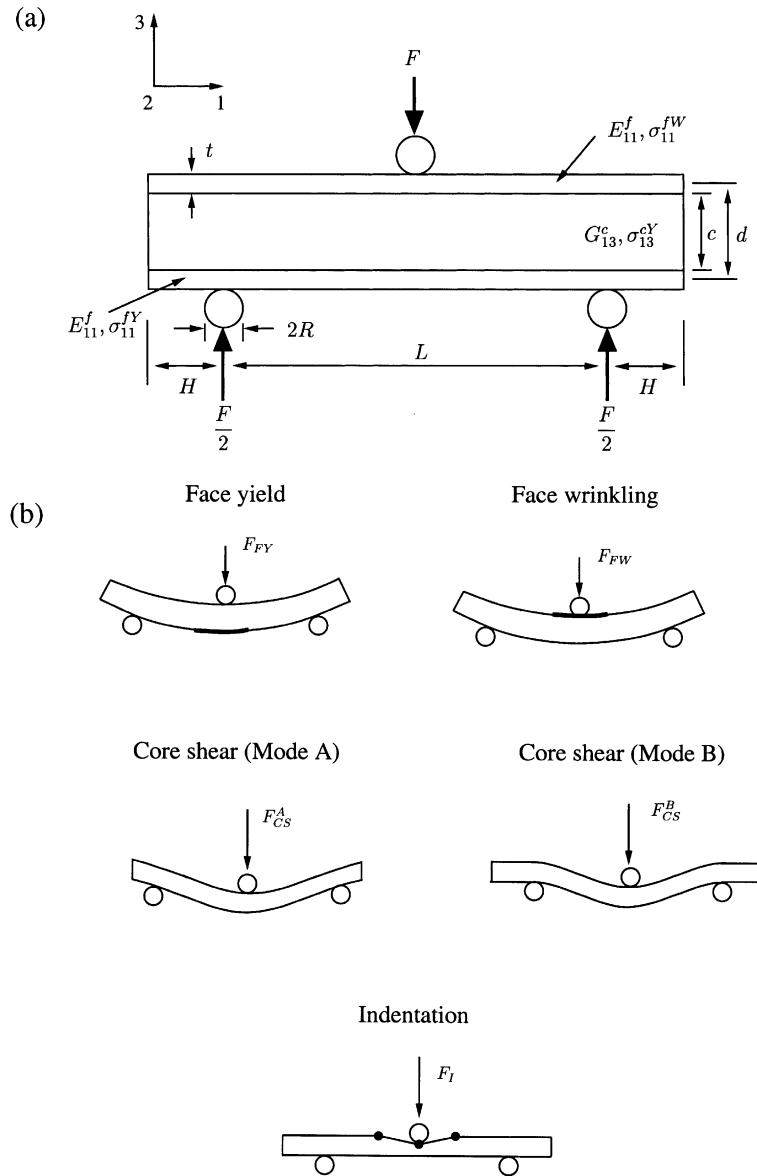 (a)
3
2
1
F
t
E_{11}^f, σ_{11}^{fW}
G_{13}^c, σ_{13}^{cY}
c
d
E_{11}^f, σ_{11}^{fY}
2R
H
L
H
F/2
F/2
(b)
Face yield
Face wrinkling
F_{FY}
F_{FW}
Core shear (Mode A)
Core shear (Mode B)
F_{CS}^A
F_{CS}^B
Indentation
F_I